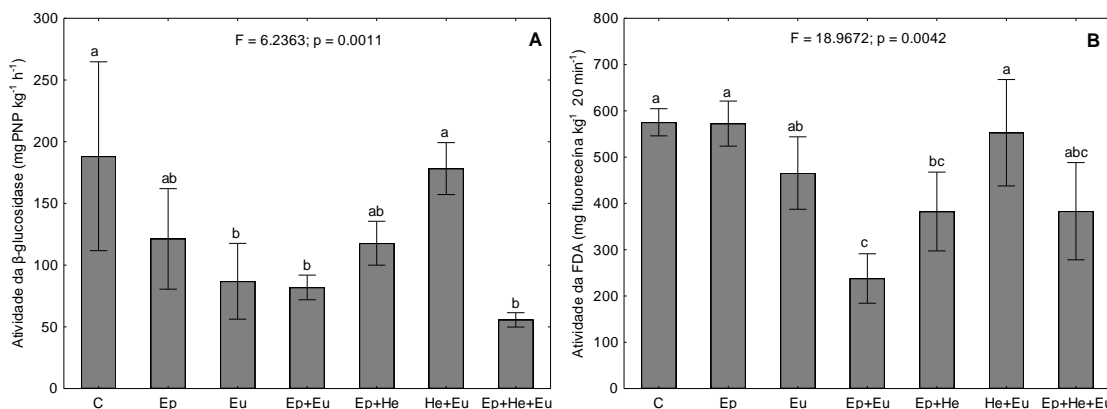 300
250
200
150
100
50
0
Atividade da β-glucosidase (mg PNP kg⁻¹ h⁻¹)
F = 6.2363; p = 0.0011
A
a
ab
b
b
ab
a
b
C Ep Eu Ep+Eu Ep+He He+Eu Ep+He+Eu
800
700
600
500
400
300
200
0
Atividade da FDA (mg fluoreceína kg¹ 20 min⁻¹)
F = 18.9672; p = 0.0042
B
a
a
ab
c
bc
a
abc
C Ep Eu Ep+Eu Ep+He He+Eu Ep+He+Eu